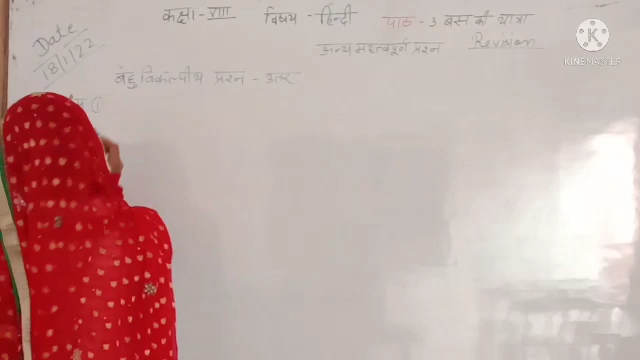 कक्षा - VIII विषय - हिन्दी पाठ - 3 बस की यात्रा
Date
18/1/22
अन्य महत्वपूर्ण प्रश्न Revision
बहुविकल्पीय प्रश्न - उत्तर
①
K
KINEMASTER